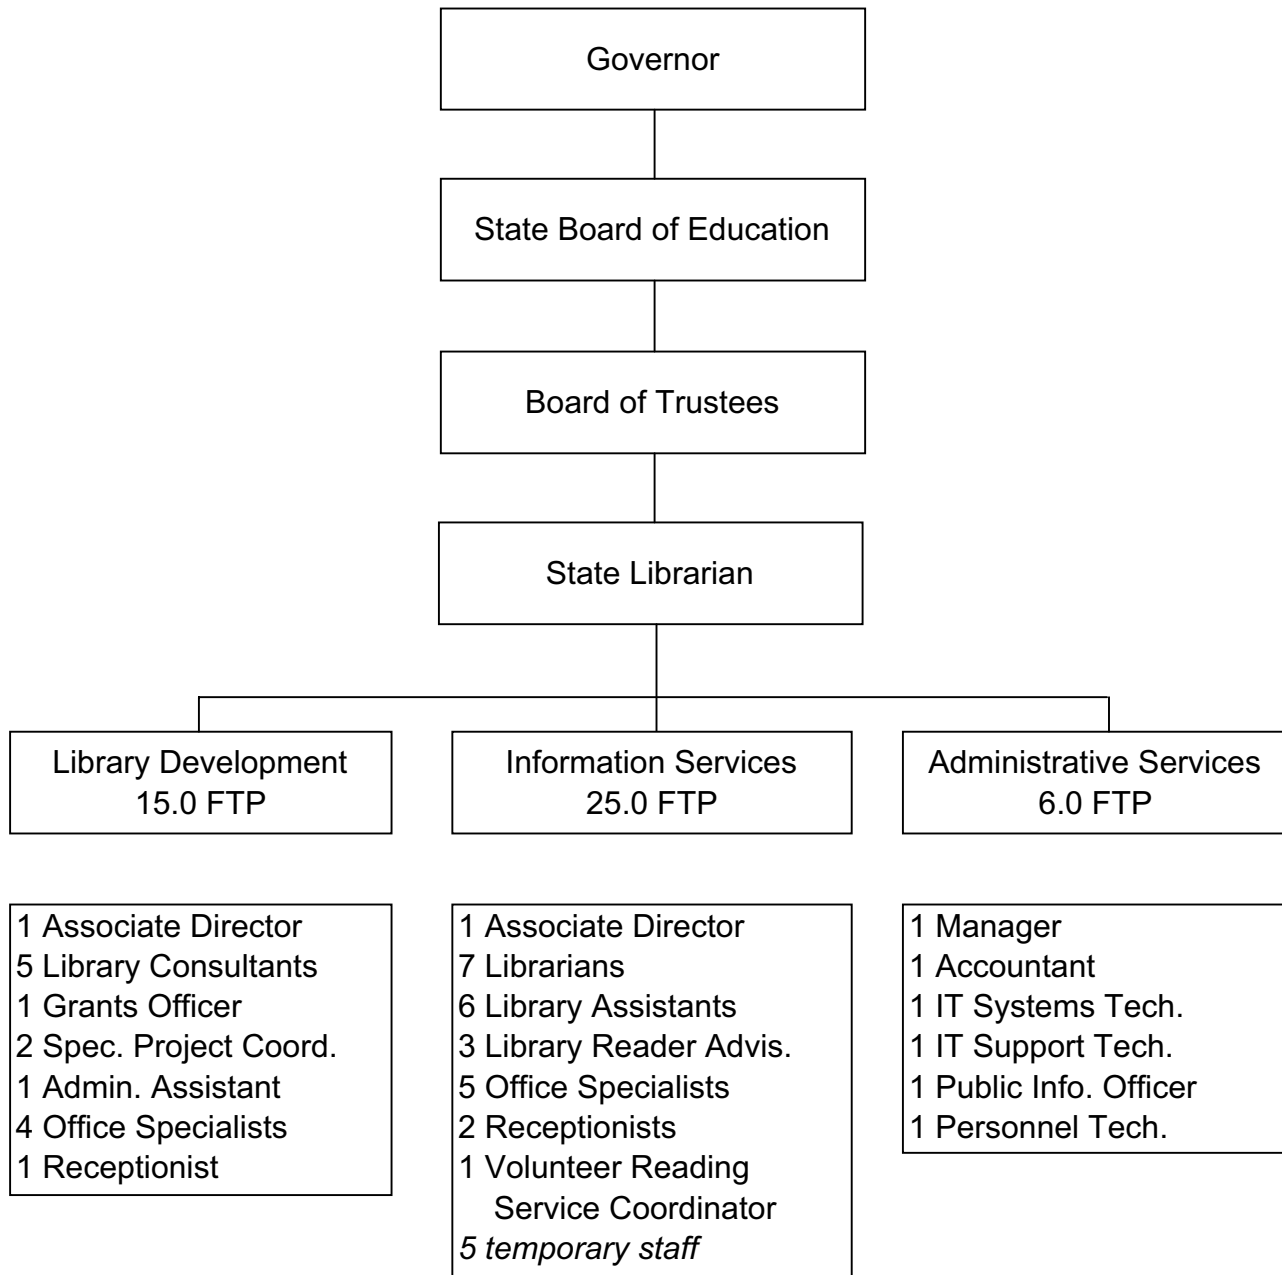 Governor
State Board of Education
Board of Trustees
State Librarian
Library Development
15.0 FTP
Information Services
25.0 FTP
Administrative Services
6.0 FTP
1 Associate Director
5 Library Consultants
1 Grants Officer
2 Spec. Project Coord.
1 Admin. Assistant
4 Office Specialists
1 Receptionist
1 Associate Director
7 Librarians
6 Library Assistants
3 Library Reader Advis.
5 Office Specialists
2 Receptionists
1 Volunteer Reading
Service Coordinator
5 temporary staff
1 Manager
1 Accountant
1 IT Systems Tech.
1 IT Support Tech.
1 Public Info. Officer
1 Personnel Tech.